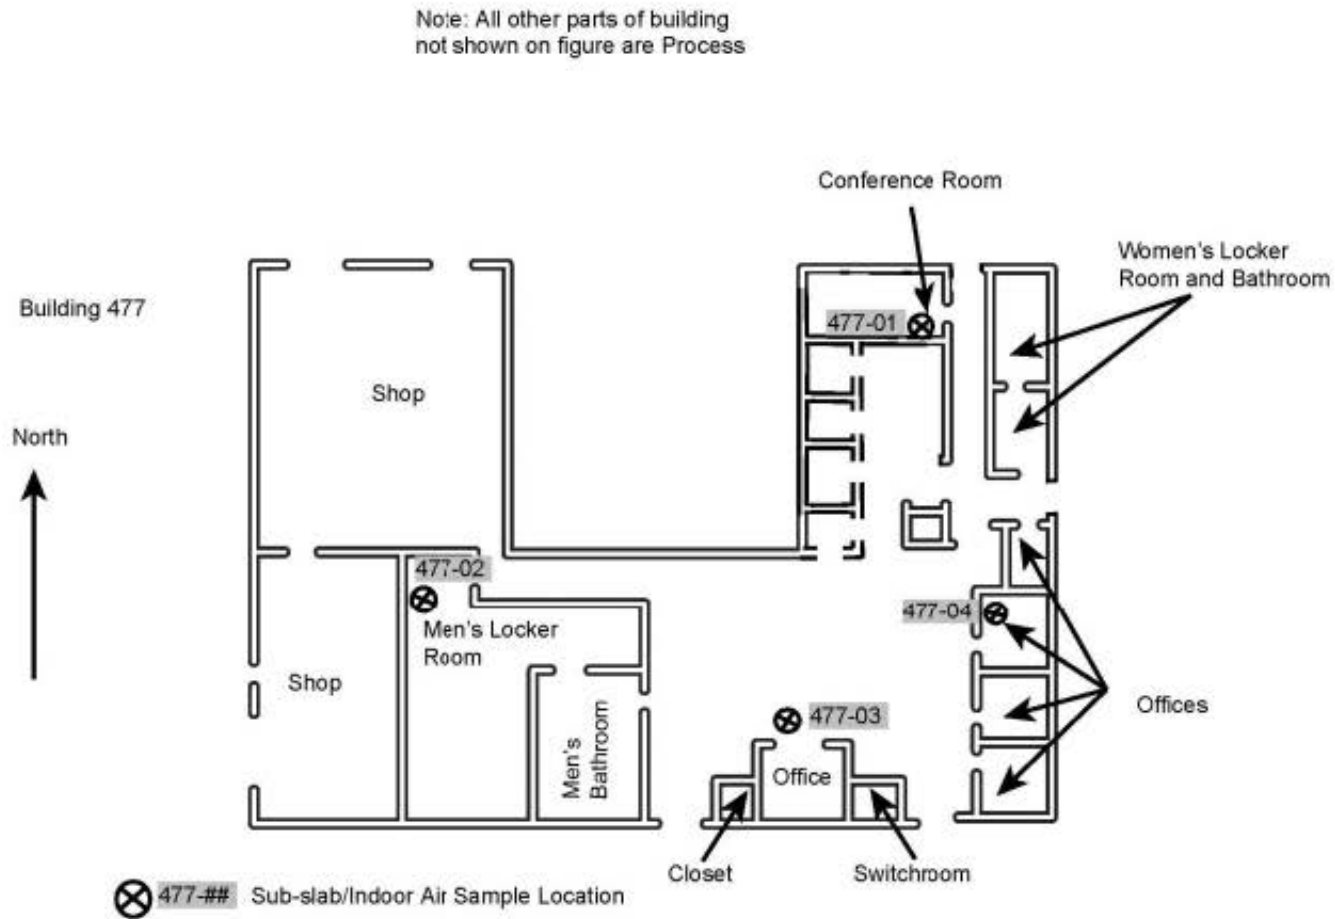 Note: All other parts of building
not shown on figure are Process
Conference Room
Women's Locker
Room and Bathroom
Building 477
477-01
Shop
North
477-02
477-04
Men's Locker
Room
Shop
Offices
477-03
Men's
Bathroom
Office
Closet
Switchroom
477-## Sub-slab/Indoor Air Sample Location